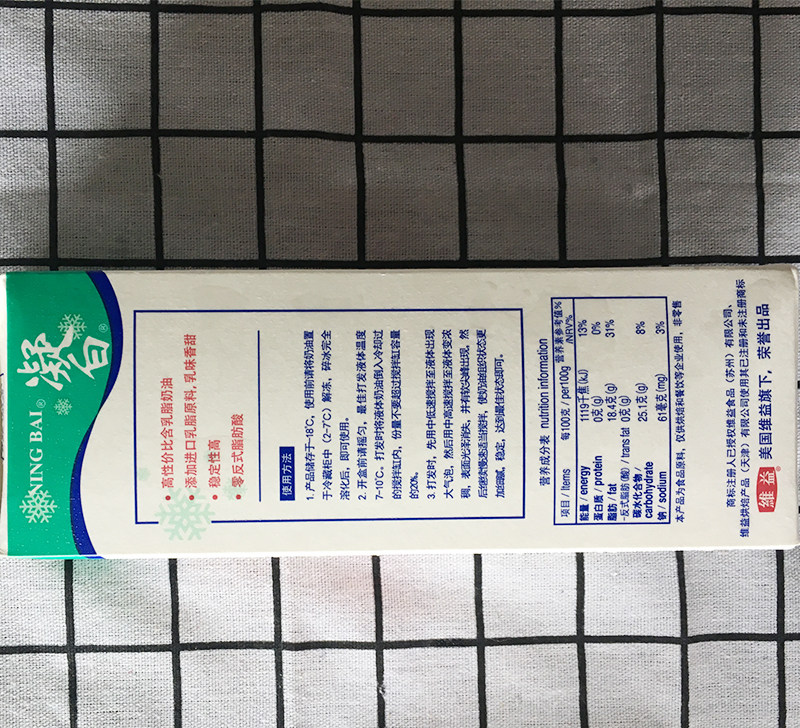 凝白®
NING BAI®
• 高性价比含乳脂奶油
• 添加进口乳脂原料,乳味香甜
• 稳定性高
• 零反式脂肪酸
使用方法
1. 产品储存于-18℃,使用前请将奶油置
于冷藏柜中(2-7℃)解冻,碎冰完全
溶化后,即可使用。
2. 开盒前请摇匀,最佳打发液体温度
7-10℃,打发时将液体奶油倒入冷却过
的搅拌缸内,份量不要超过搅拌缸容量
的20%。
3. 打发时,先用中低速搅拌至液体出现
大气泡,然后用中高速搅拌至液体变浓
稠,表面光泽消失,并有软尖峰出现,然
后继续慢速适当搅拌,使奶油组织状态更
加细腻,稳定,达到最佳状态即可。
营养成分表 nutrition information
项目 / Items 每100克 / per100g 营养素参考值% /NRV%
能量 / energy 1119千焦(kJ) 13%
蛋白质 / protein 0克(g) 0%
脂肪 / fat 18.4克(g) 31%
-反式脂肪(酸) / trans fat 0克(g)
碳水化合物 / carbohydrate 25.1克(g) 8%
钠 / sodium 61毫克(mg) 3%
本产品为食品原料,仅供烘焙和餐饮等企业使用,非零售
商标注册人已授权维益食品(苏州)有限公司、
维益烘焙产品(天津)有限公司使用其已注册和未注册商标
維益® 美国维益旗下,荣誉出品